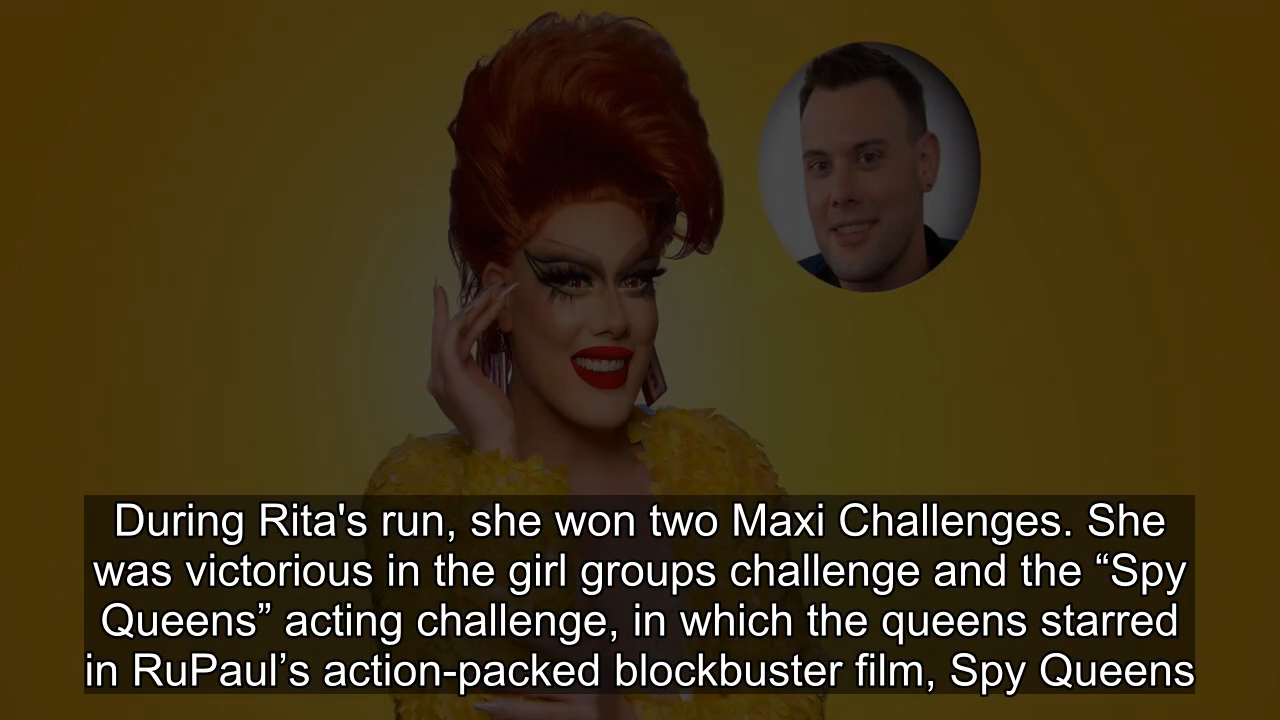 During Rita's run, she won two Maxi Challenges. She
was victorious in the girl groups challenge and the “Spy
Queens” acting challenge, in which the queens starred
in RuPaul’s action-packed blockbuster film, Spy Queens